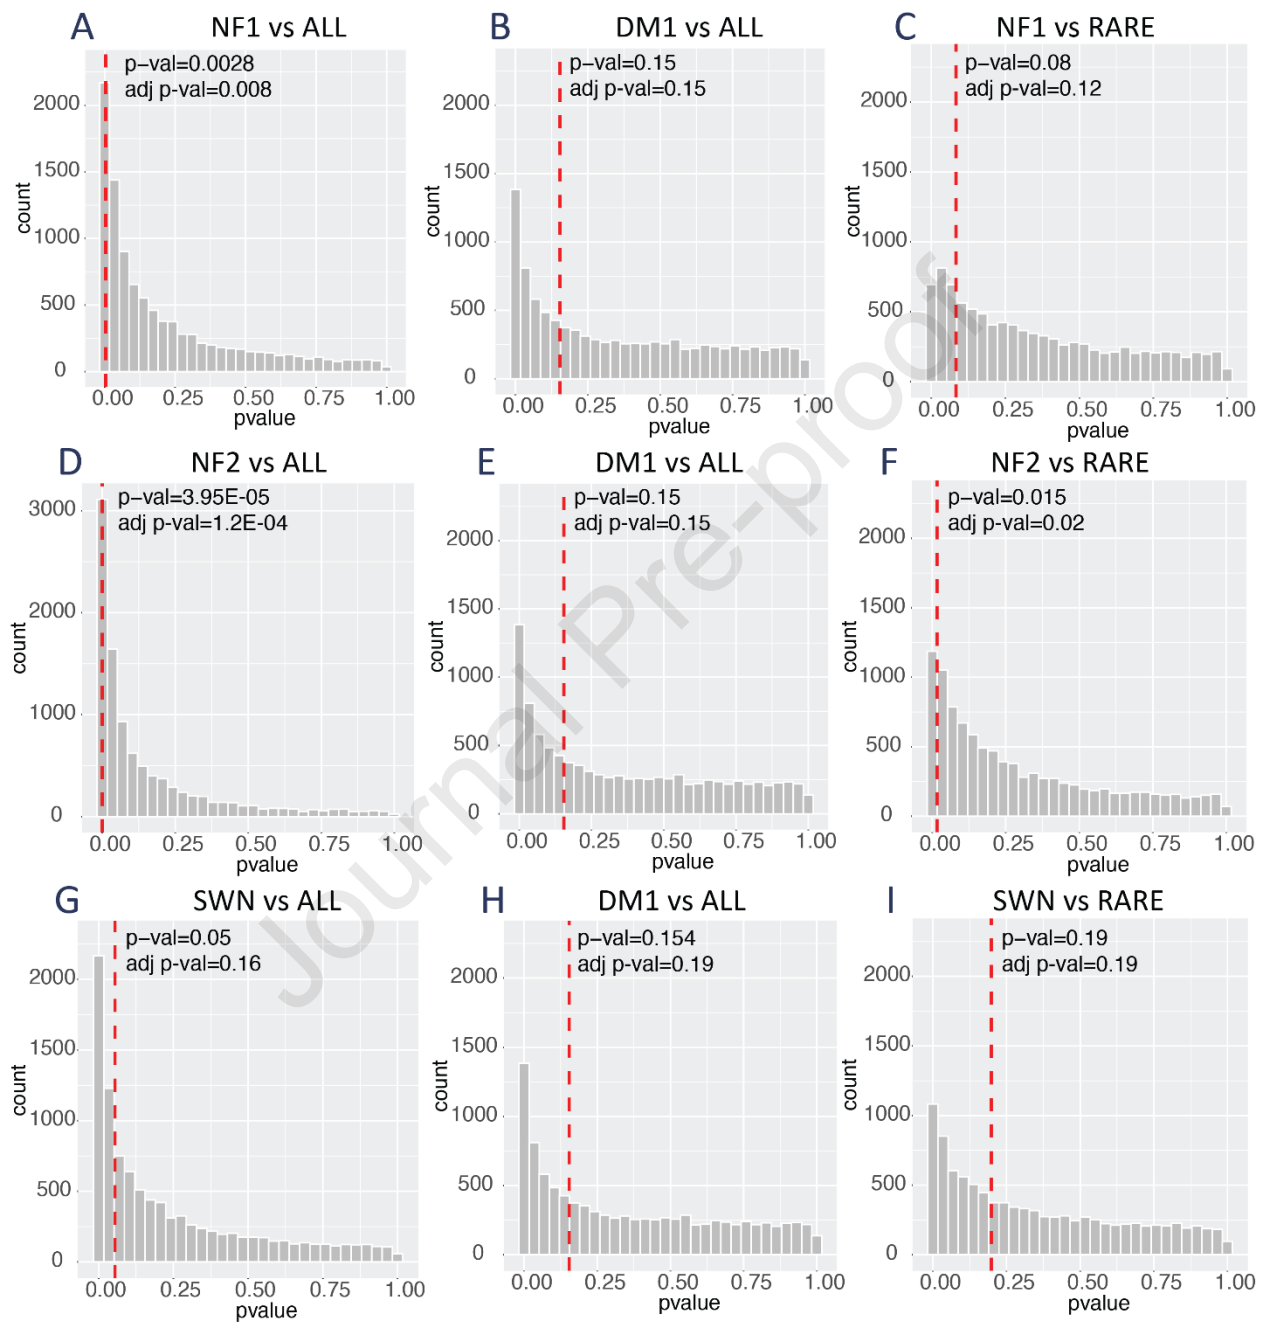 A NF1 vs ALL
p-val=0.0028
adj p-val=0.008
2000
1500
1000
500
0
count
0.00 0.25 0.50 0.75 1.00
pvalue
B DM1 vs ALL
p-val=0.15
adj p-val=0.15
2000
1500
1000
500
0
count
0.00 0.25 0.50 0.75 1.00
pvalue
C NF1 vs RARE
p-val=0.08
adj p-val=0.12
2000
1500
1000
500
0
count
0.00 0.25 0.50 0.75 1.00
pvalue
D NF2 vs ALL
p-val=3.95E-05
adj p-val=1.2E-04
3000
2000
1000
0
count
0.00 0.25 0.50 0.75 1.00
pvalue
E DM1 vs ALL
p-val=0.15
adj p-val=0.15
2000
1500
1000
500
0
count
0.00 0.25 0.50 0.75 1.00
pvalue
F NF2 vs RARE
p-val=0.015
adj p-val=0.02
2000
1500
1000
500
0
count
0.00 0.25 0.50 0.75 1.00
pvalue
G SWN vs ALL
p-val=0.05
adj p-val=0.16
2000
1500
1000
500
0
count
0.00 0.25 0.50 0.75 1.00
pvalue
H DM1 vs ALL
p-val=0.154
adj p-val=0.19
2000
1500
1000
500
0
count
0.00 0.25 0.50 0.75 1.00
pvalue
I SWN vs RARE
p-val=0.19
adj p-val=0.19
2000
1500
1000
500
0
count
0.00 0.25 0.50 0.75 1.00
pvalue
Journal Pre-proof